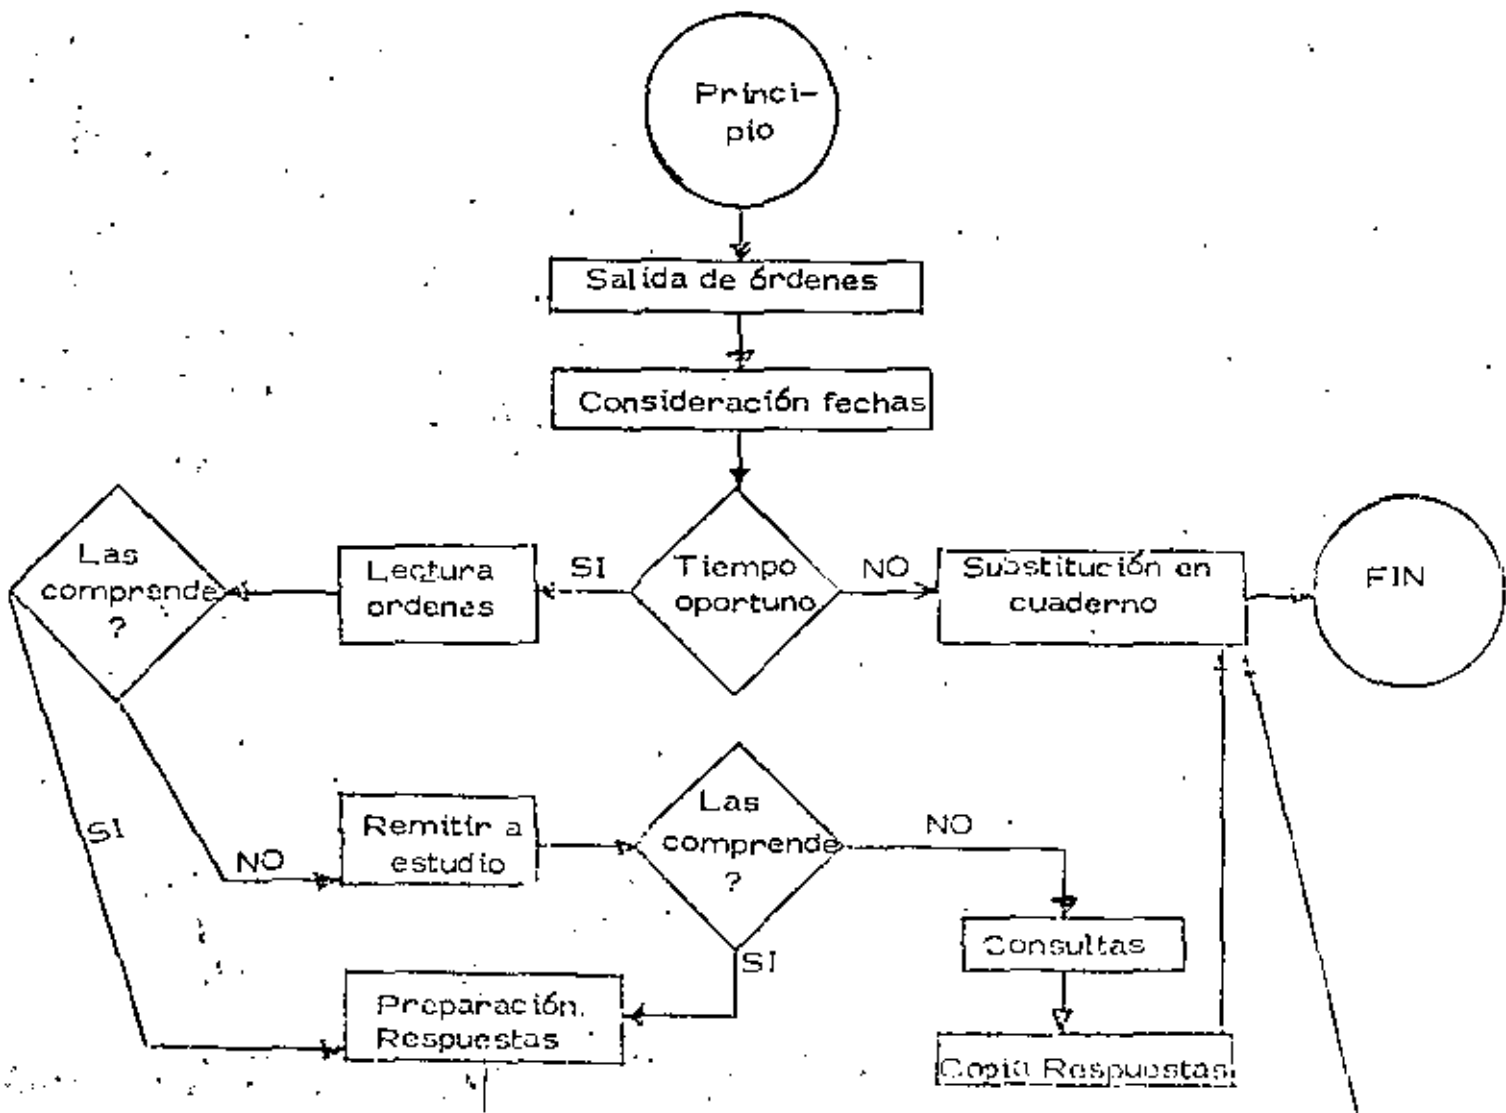 Princi-
pio
Salida de órdenes
Consideración fechas
Las
comprende
?
Lectura
ordenes
SI
Tiempo
oportuno
NO
Substitución en
cuaderno
FIN
SI
NO
Remitir a
estudio
Las
comprende
?
NO
SI
Consultas
Preparación.
Respuestas
Copia Respuestas